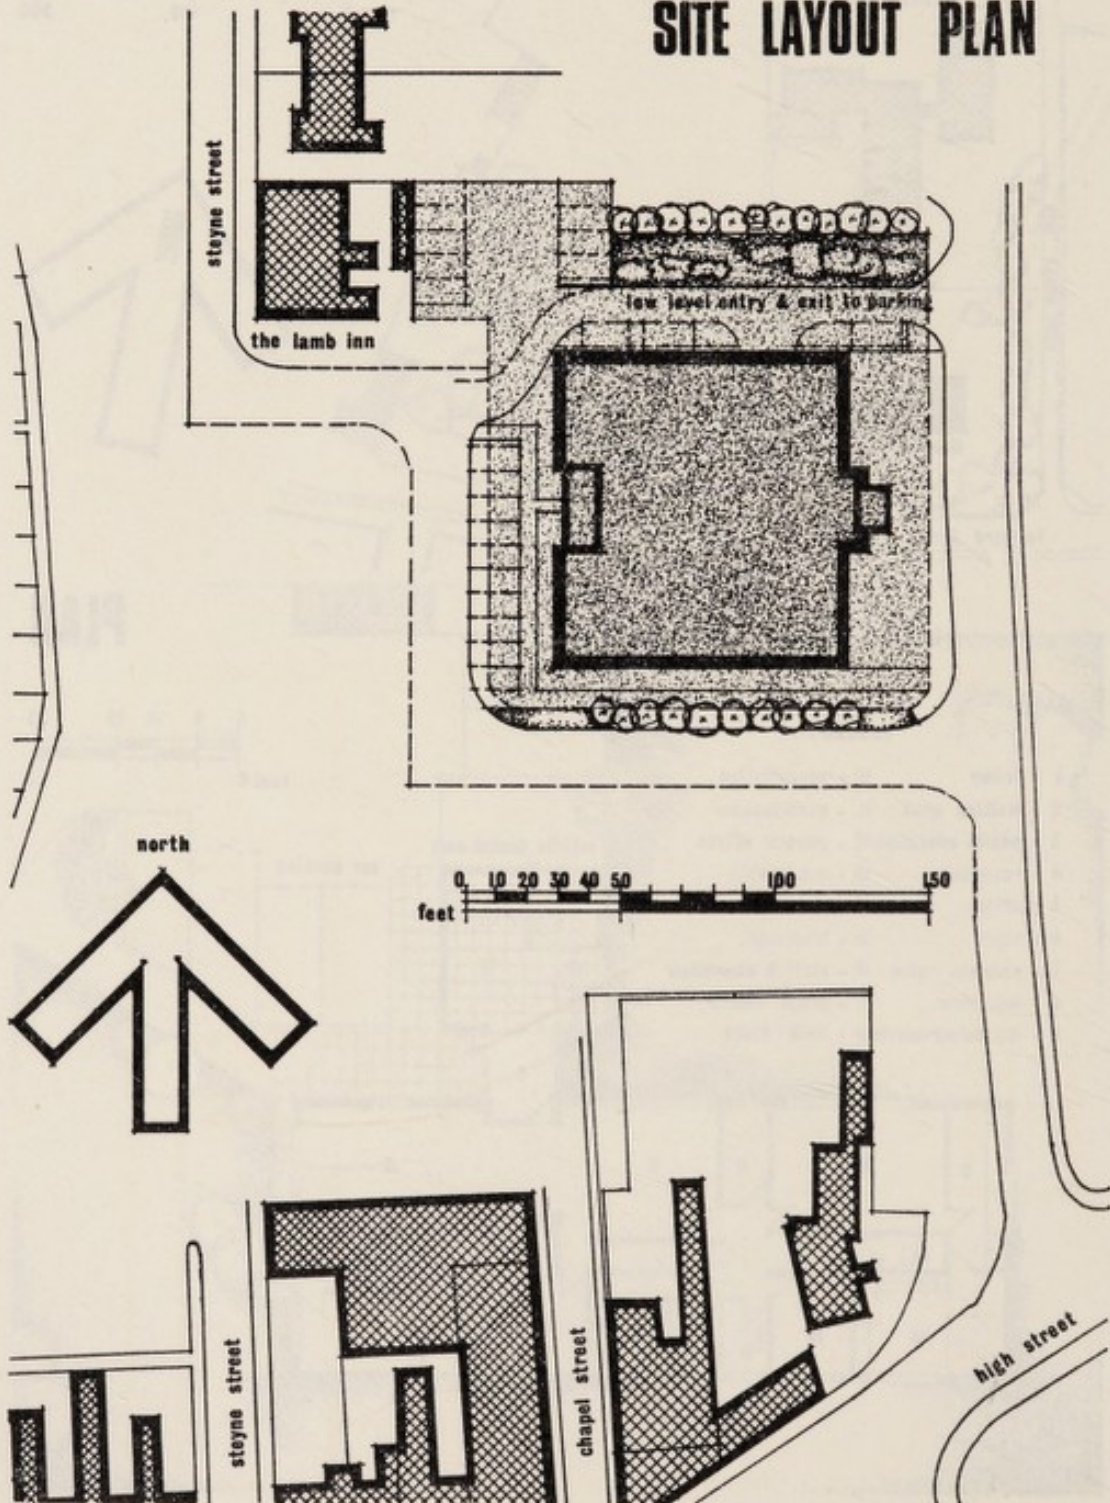 SITE LAYOUT PLAN
steyne street
low level entry & exit to parking
the lamb inn
north
0 10 20 30 40 50 100 150
feet
high street
steyne street
chapel street